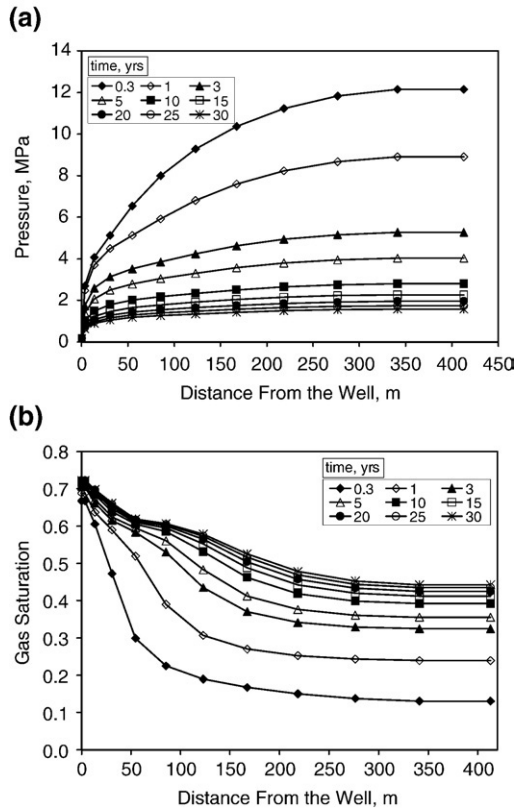 (a)
14
12
10
8
6
4
2
0
Pressure, MPa
time, yrs
0.3 1 3
5 10 15
20 25 30
0 50 100 150 200 250 300 350 400 450
Distance From the Well, m
(b)
0.8
0.7
0.6
0.5
0.4
0.3
0.2
0.1
0.0
Gas Saturation
time, yrs
0.3 1 3
5 10 15
20 25 30
0 50 100 150 200 250 300 350 400
Distance From the Well, m